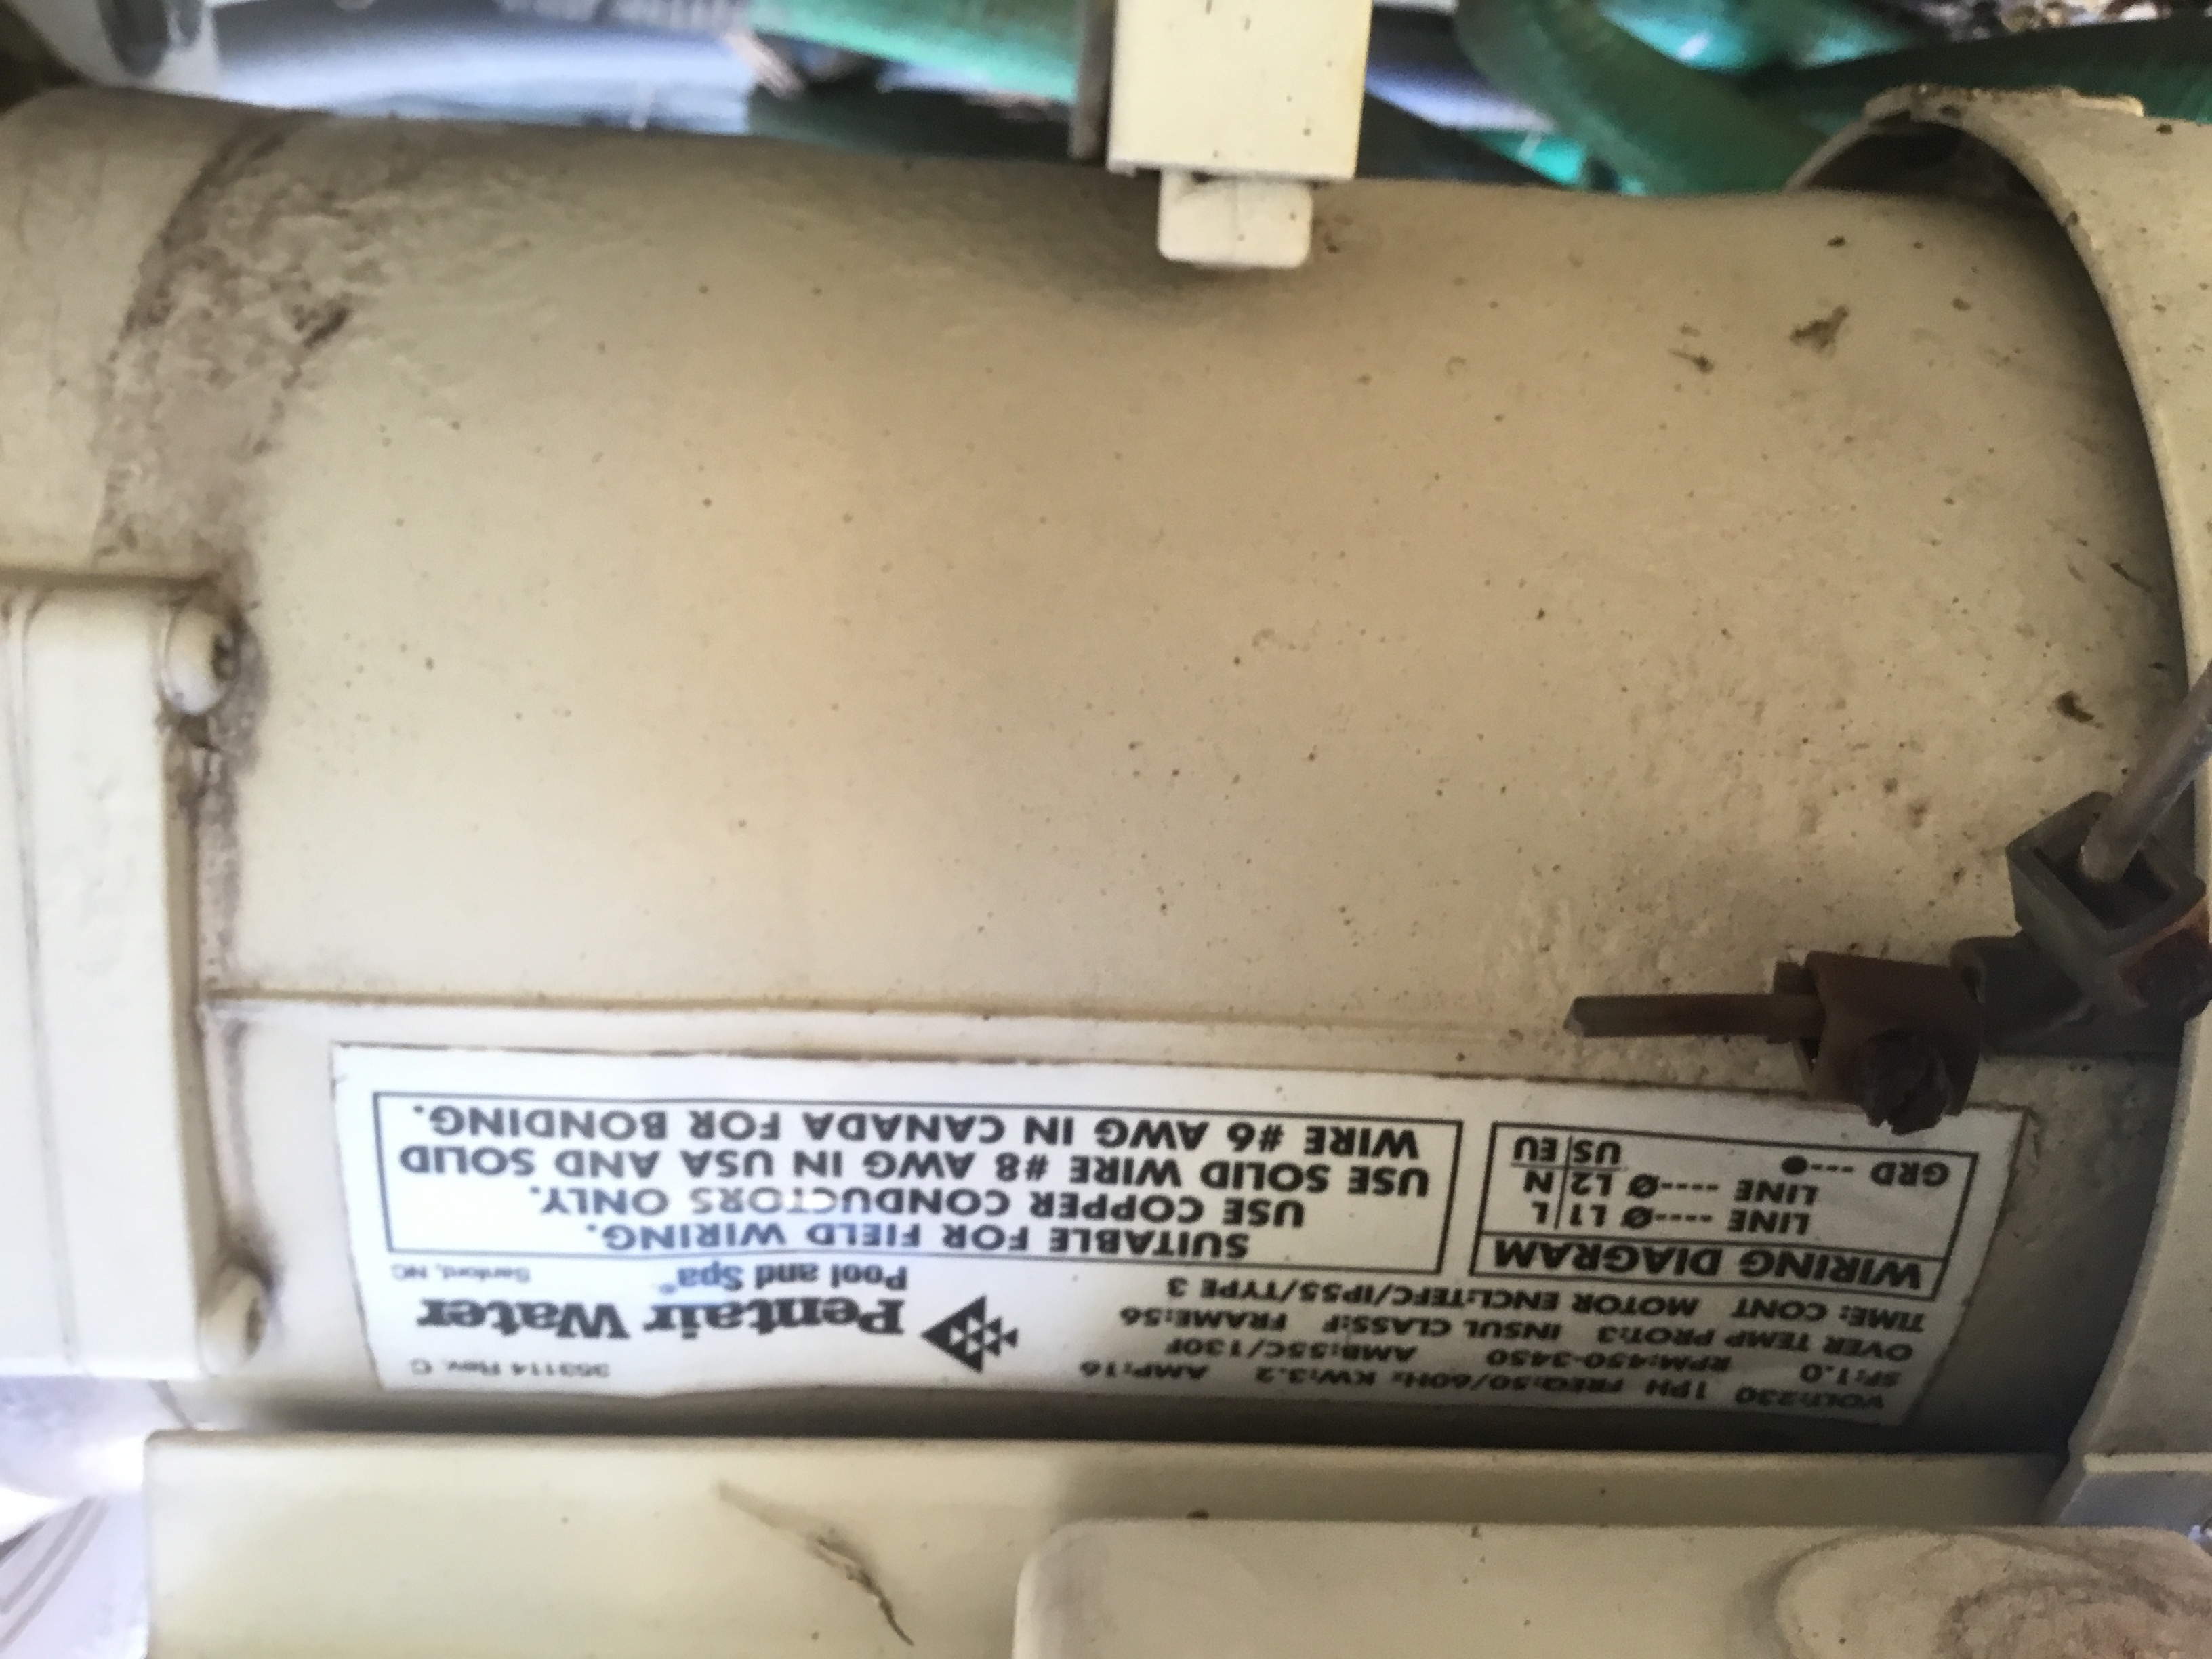 VOLT:230 1PH FREQ:50/60Hz KW:3.2 AMP:16
SF:1.0 RPM:450-3450 AMB:55C/130F
OVER TEMP PROT:3 INSUL CLASS:F FRAME:56
TIME: CONT MOTOR ENCL:TEFC/IP55/TYPE 3
353114 Rev. C
Pentair Water
Pool and Spa®
Sanford, NC
WIRING DIAGRAM
LINE ----Ø L1 L
LINE ----Ø L2 N
GRD ---● US EU
SUITABLE FOR FIELD WIRING.
USE COPPER CONDUCTORS ONLY.
USE SOLID WIRE #8 AWG IN USA AND SOLID
WIRE #6 AWG IN CANADA FOR BONDING.